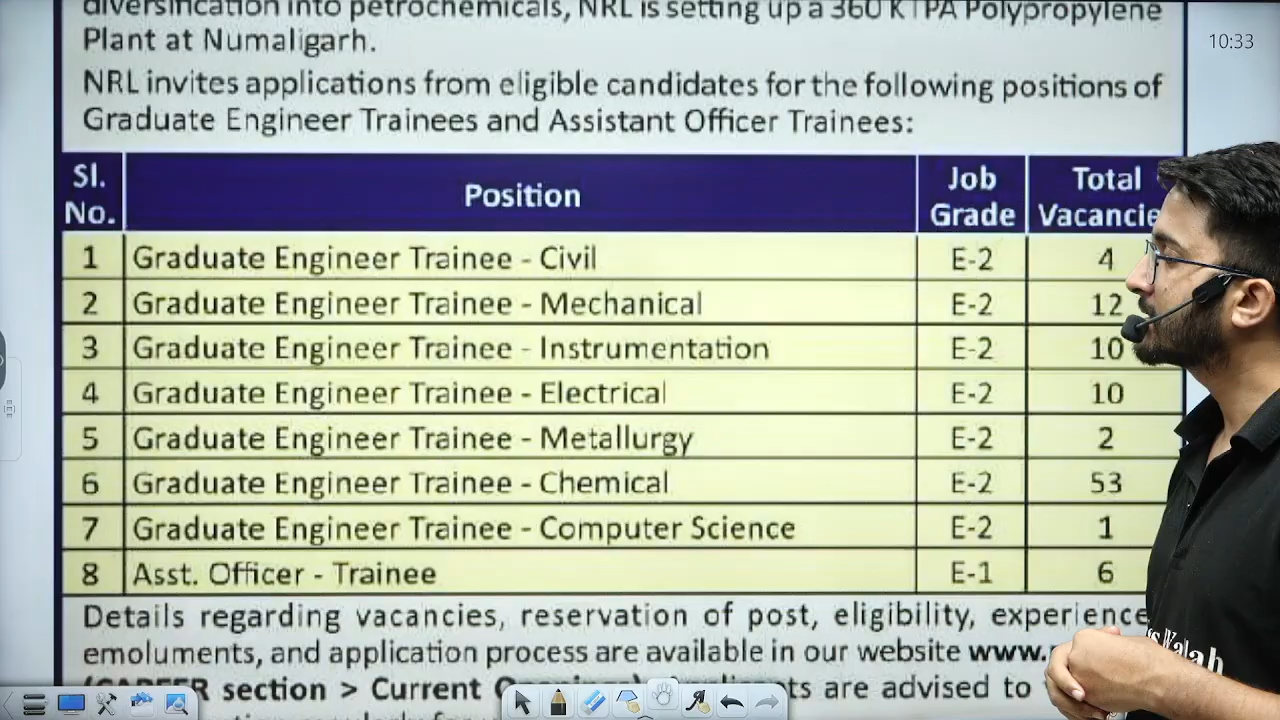 diversification into petrochemicals, NRL is setting up a 360 KTPA Polypropylene
Plant at Numaligarh.
10:33
NRL invites applications from eligible candidates for the following positions of
Graduate Engineer Trainees and Assistant Officer Trainees:
Sl. No. Position Job Grade Total
1 Graduate Engineer Trainee - Civil E-2 4
2 Graduate Engineer Trainee - Mechanical E-2 12
3 Graduate Engineer Trainee - Instrumentation E-2 10
4 Graduate Engineer Trainee - Electrical E-2 10
5 Graduate Engineer Trainee - Metallurgy E-2 2
6 Graduate Engineer Trainee - Chemical E-2 53
7 Graduate Engineer Trainee - Computer Science E-2 1
8 Asst. Officer - Trainee E-1 6
Details regarding vacancies, reservation of post, eligibility, experience
emoluments, and application process are available in our website www.
section > Current are advised to